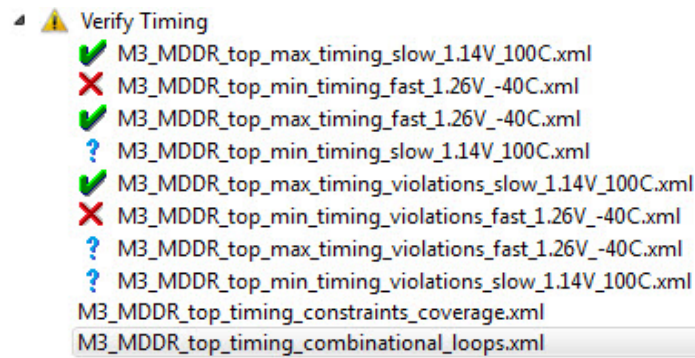 Verify Timing
M3_MDDR_top_max_timing_slow_1.14V_100C.xml
M3_MDDR_top_min_timing_fast_1.26V_-40C.xml
M3_MDDR_top_max_timing_fast_1.26V_-40C.xml
M3_MDDR_top_min_timing_slow_1.14V_100C.xml
M3_MDDR_top_max_timing_violations_slow_1.14V_100C.xml
M3_MDDR_top_min_timing_violations_fast_1.26V_-40C.xml
M3_MDDR_top_max_timing_violations_fast_1.26V_-40C.xml
M3_MDDR_top_min_timing_violations_slow_1.14V_100C.xml
M3_MDDR_top_timing_constraints_coverage.xml
M3_MDDR_top_timing_combinational_loops.xml